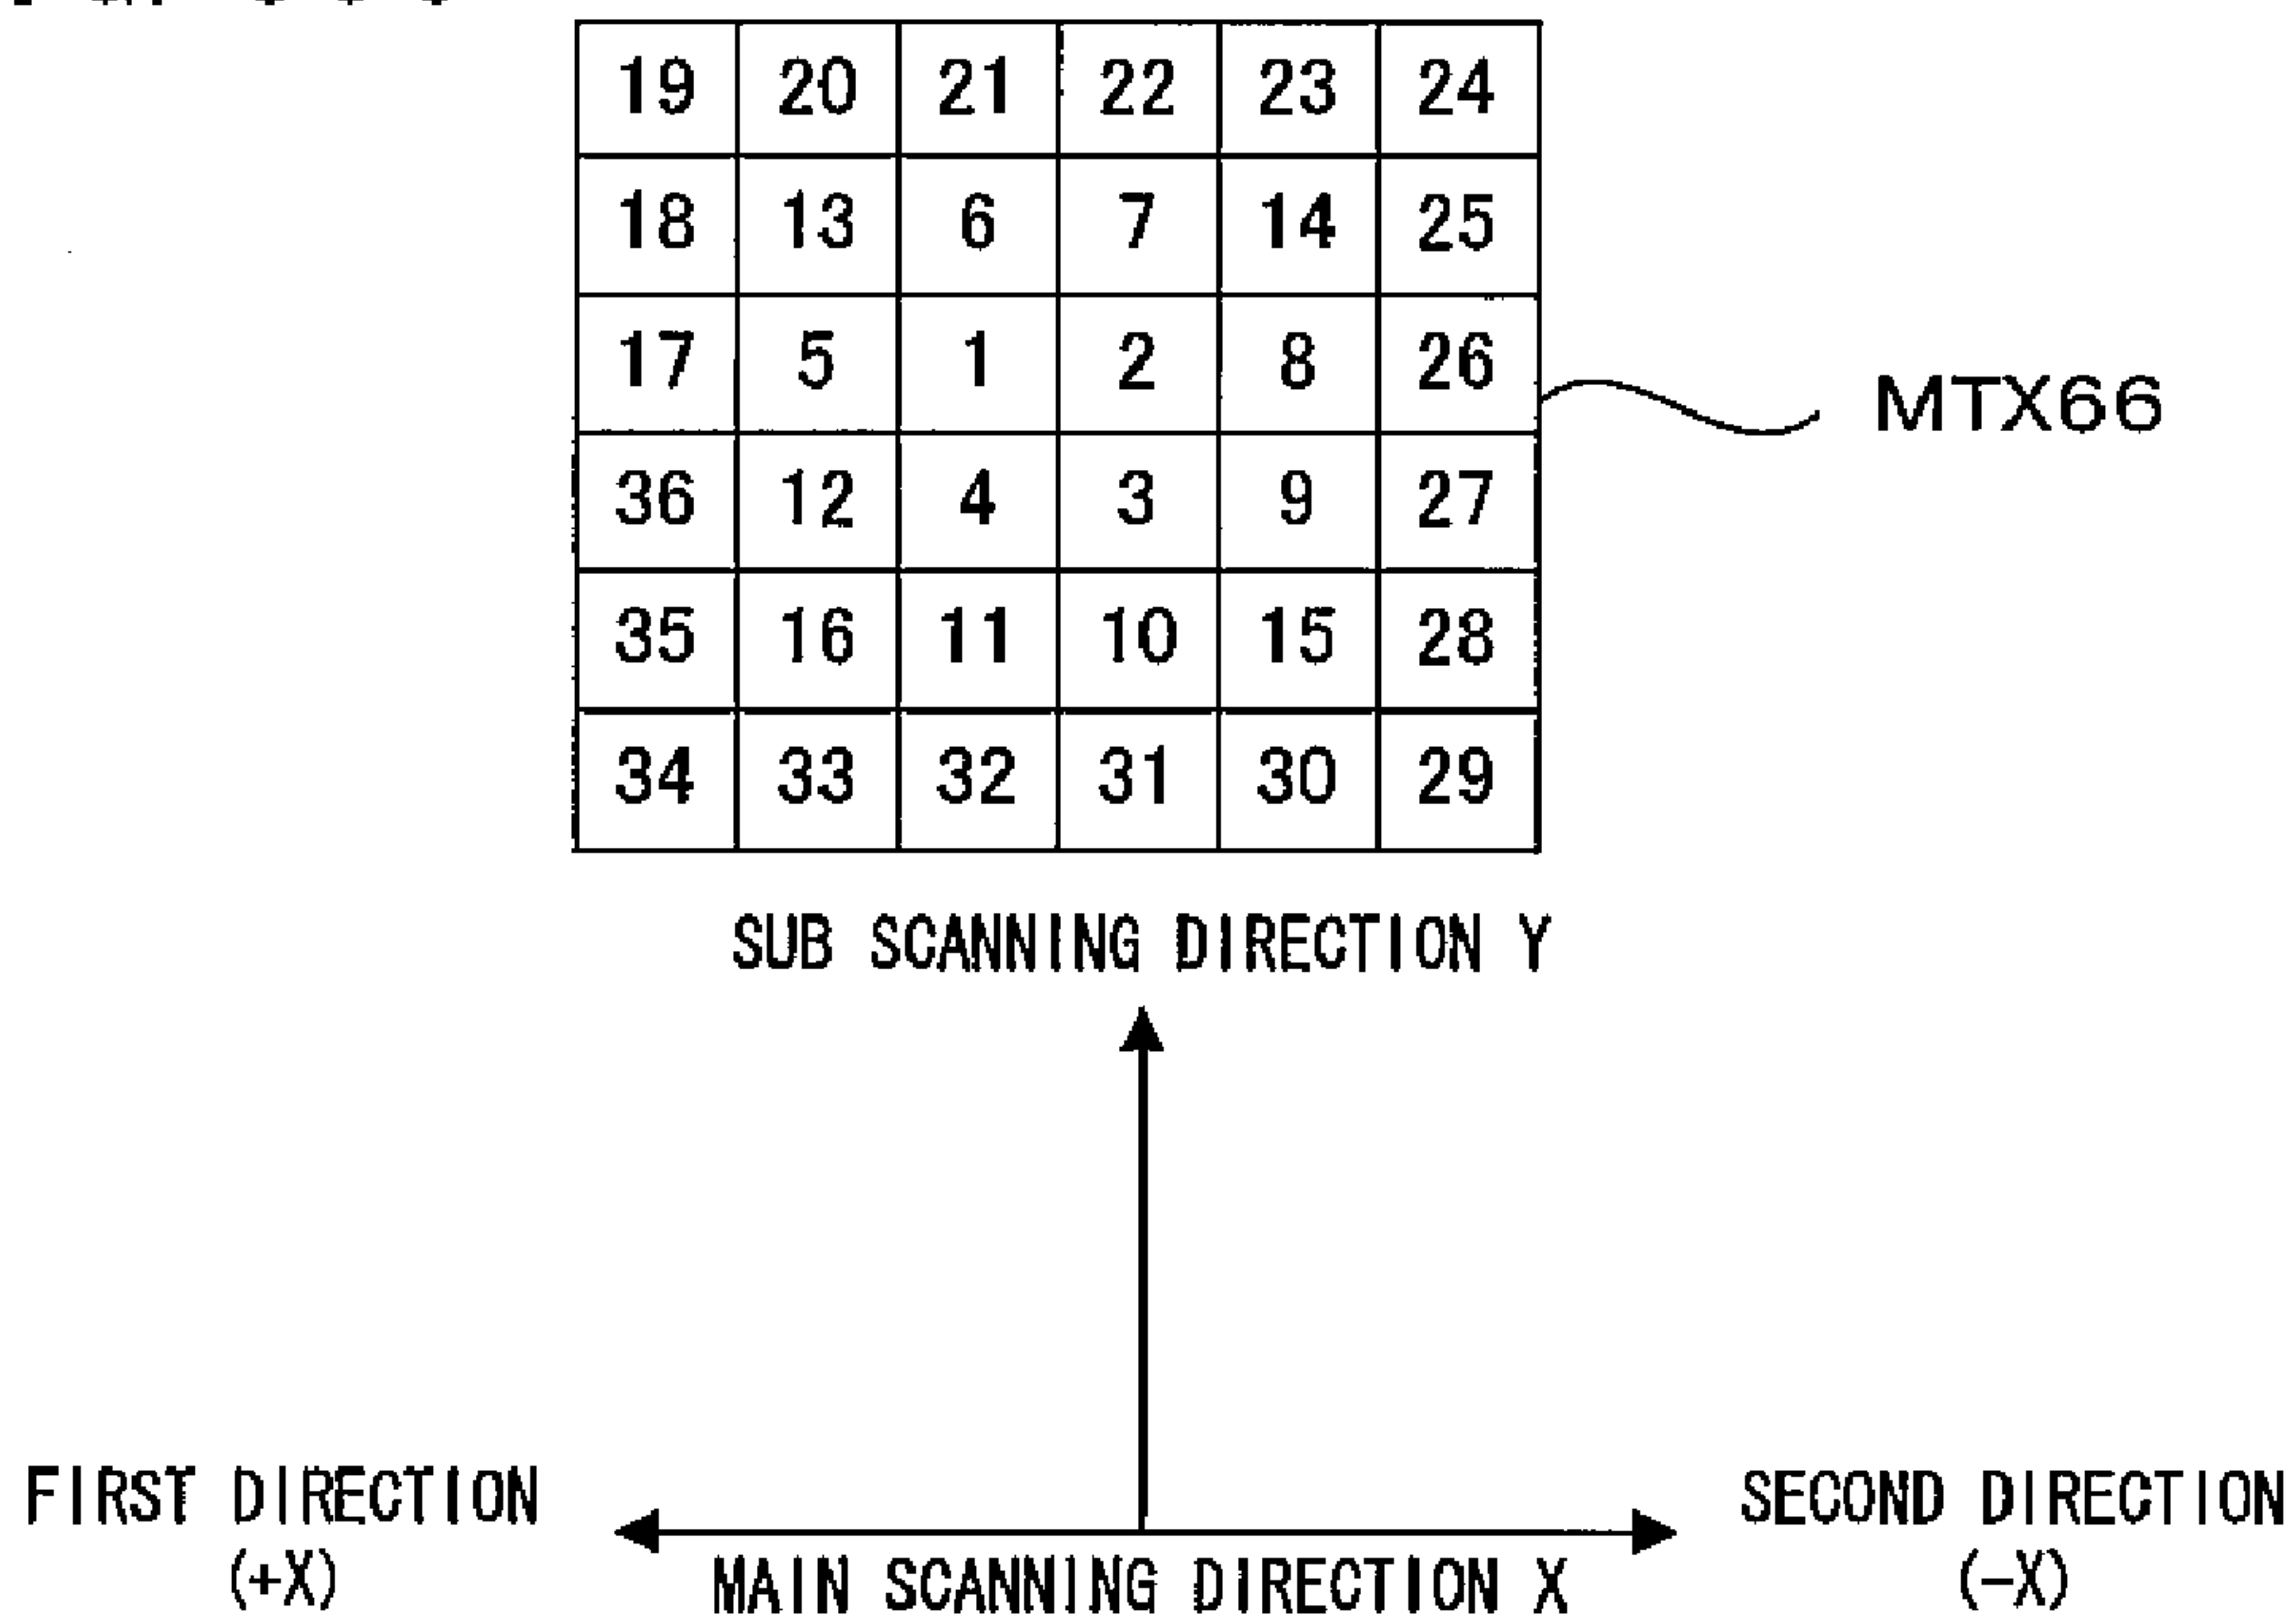 19 20 21 22 23 24
18 13 6 7 14 25
17 5 1 2 8 26
MTX66
36 12 4 3 9 27
35 16 11 10 15 28
34 33 32 31 30 29
SUB SCANNING DIRECTION Y
FIRST DIRECTION
(+X)
MAIN SCANNING DIRECTION X
SECOND DIRECTION
(−X)